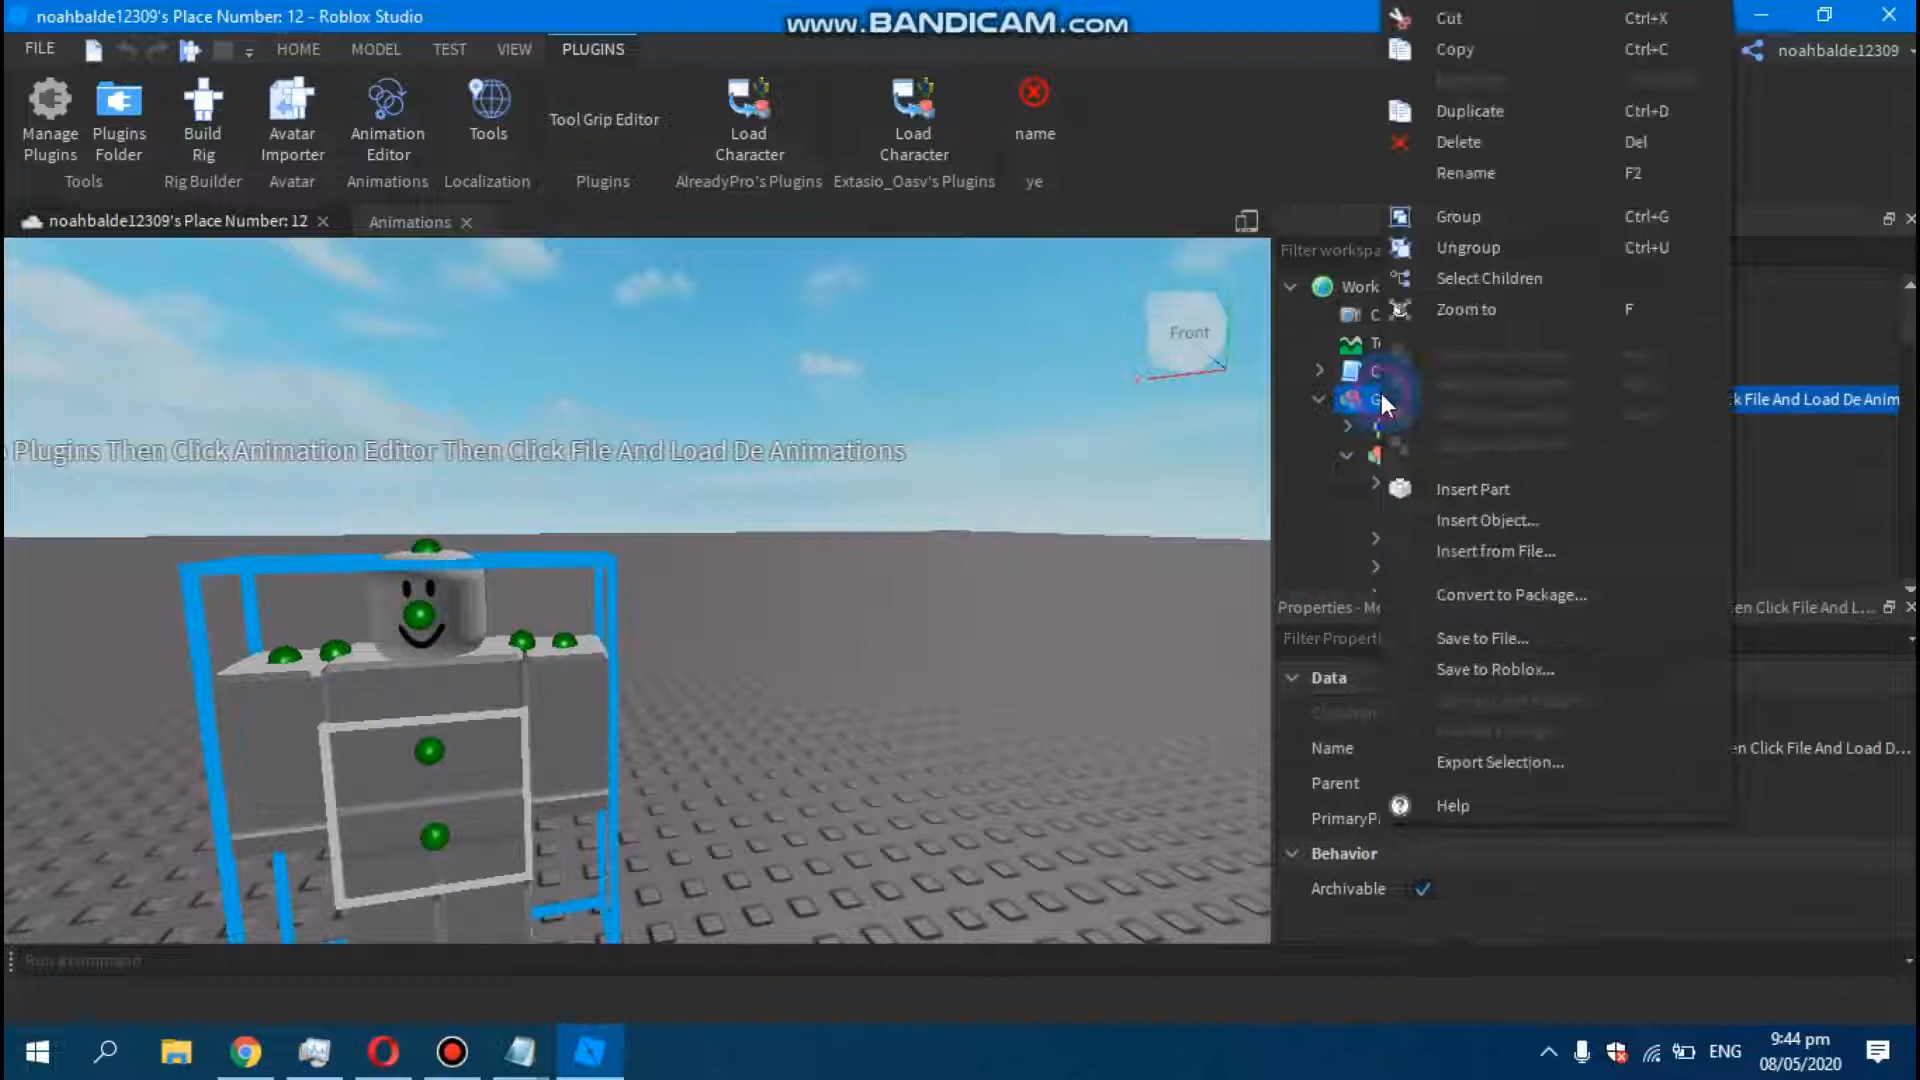 noahbalde12309's Place Number: 12 - Roblox Studio
www.BANDICAM.com
FILE
HOME
MODEL
TEST
VIEW
PLUGINS
noahbalde12309
Manage Plugins
Plugins Folder
Build Rig
Avatar Importer
Animation Editor
Tools
Tool Grip Editor
Load Character
Load Character
name
Tools
Rig Builder
Avatar
Animations
Localization
Plugins
AlreadyPro's Plugins
Extasio_Oasv's Plugins
ye
noahbalde12309's Place Number: 12
Animations
Front
Plugins Then Click Animation Editor Then Click File And Load De Animations
Filter workspa
Work
C
T
C
G
k File And Load De Anim
Cut Ctrl+X
Copy Ctrl+C
Duplicate Ctrl+D
Delete Del
Rename F2
Group Ctrl+G
Ungroup Ctrl+U
Select Children
Zoom to F
Insert Part
Insert Object...
Insert from File...
Convert to Package...
Save to File...
Save to Roblox...
Export Selection...
Help
Properties - Mo
en Click File And L...
Filter Properti
Data
Name
en Click File And Load D...
Parent
PrimaryPa
Behavior
Archivable
Run a command
ENG
9:44 pm
08/05/2020